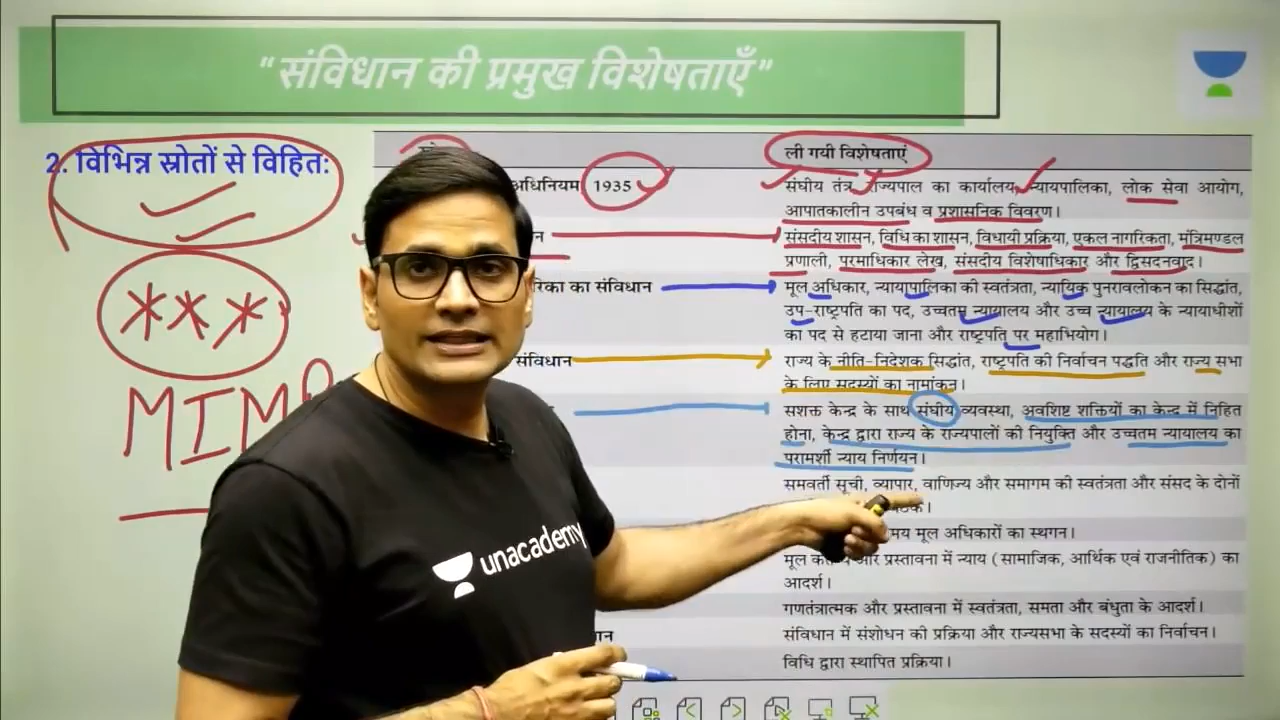 “संविधान की प्रमुख विशेषताएँ”
2. विभिन्न स्रोतों से विहित:
ली गयी विशेषताएं
अधिनियम, 1935
संघीय तंत्र, राज्यपाल का कार्यालय, न्यायपालिका, लोक सेवा आयोग,
आपातकालीन उपबंध व प्रशासनिक विवरण।
संसदीय शासन, विधि का शासन, विधायी प्रक्रिया, एकल नागरिकता, मंत्रिमण्डल
प्रणाली, परमाधिकार लेख, संसदीय विशेषाधिकार और द्विसदनवाद।
का संविधान
मूल अधिकार, न्यायापालिका की स्वतंत्रता, न्यायिक पुनरावलोकन का सिद्धांत,
उप-राष्ट्रपति का पद, उच्चतम न्यायालय और उच्च न्यायालय के न्यायाधीशों
का पद से हटाया जाना और राष्ट्रपति पर महाभियोग।
संविधान
राज्य के नीति-निदेशक सिद्धांत, राष्ट्रपति की निर्वाचन पद्धति और राज्य सभा
के लिए सदस्यों का नामांकन।
सशक्त केन्द्र के साथ संघीय व्यवस्था, अवशिष्ट शक्तियों का केन्द्र में निहित
होना, केन्द्र द्वारा राज्य के राज्यपालों की नियुक्ति और उच्चतम न्यायालय का
परामर्शी न्याय निर्णयन।
समवर्ती सूची, व्यापार, वाणिज्य और समागम की स्वतंत्रता और संसद के दोनों
मूल अधिकारों का स्थगन।
मूल और प्रस्तावना में न्याय (सामाजिक, आर्थिक एवं राजनीतिक) का
आदर्श।
गणतंत्रात्मक और प्रस्तावना में स्वतंत्रता, समता और बंधुता के आदर्श।
संविधान में संशोधन की प्रक्रिया और राज्यसभा के सदस्यों का निर्वाचन।
विधि द्वारा स्थापित प्रक्रिया।
***
MIMP
unacademy